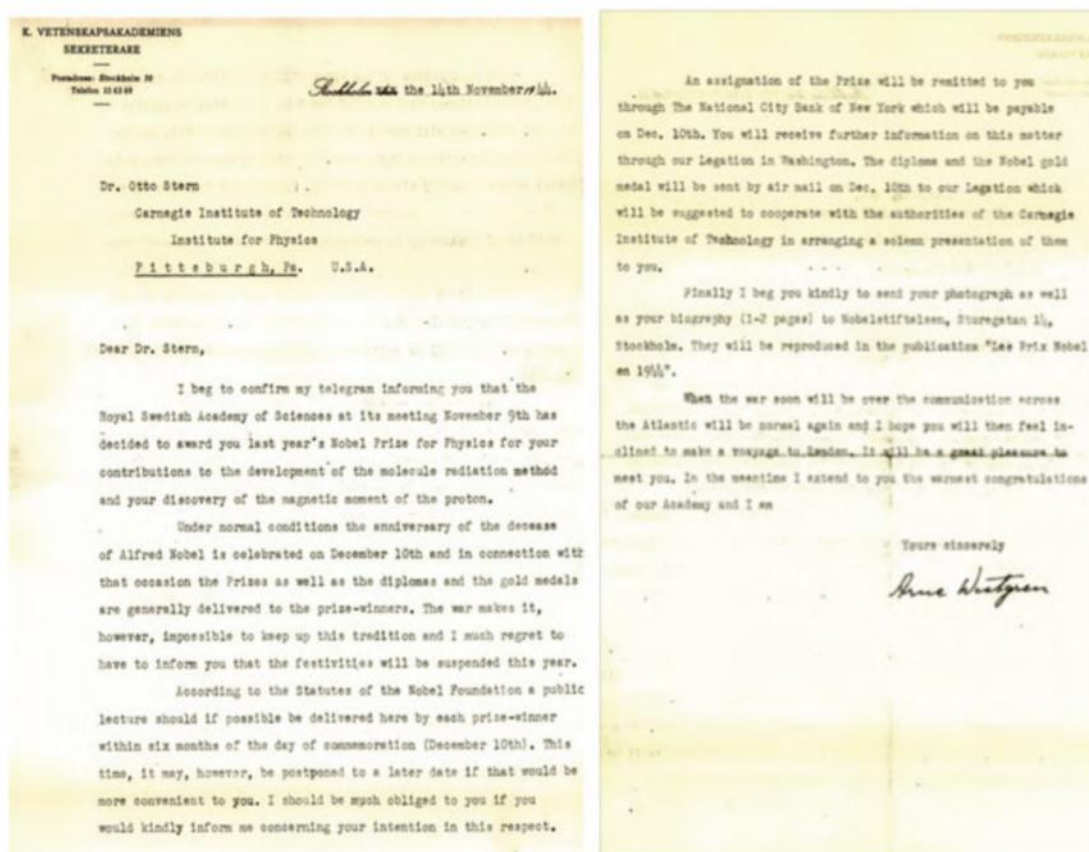 K. VETENSKAPSAKADEMIENS
SEKRETERARE
Postadress: Stockholm 50
Telefon
Stockholm the 14th November 1944.
Dr. Otto Stern
Carnegie Institute of Technology
Institute for Physics
Pittsburgh, Pa. U.S.A.
Dear Dr. Stern,
I beg to confirm my telegram informing you that the
Royal Swedish Academy of Sciences at its meeting November 9th has
decided to award you last year's Nobel Prize for Physics for your
contributions to the development of the molecule radiation method
and your discovery of the magnetic moment of the proton.
Under normal conditions the anniversary of the decease
of Alfred Nobel is celebrated on December 10th and in connection with
that occasion the Prizes as well as the diplomas and the gold medals
are generally delivered to the prize-winners. The war makes it,
however, impossible to keep up this tradition and I much regret to
have to inform you that the festivities will be suspended this year.
According to the Statutes of the Nobel Foundation a public
lecture should if possible be delivered here by each prize-winner
within six months of the day of commemoration (December 10th). This
time, it may, however, be postponed to a later date if that would be
more convenient to you. I should be much obliged to you if you
would kindly inform me concerning your intention in this respect.
An assignation of the Prize will be remitted to you
through The National City Bank of New York which will be payable
on Dec. 10th. You will receive further information on this matter
through our Legation in Washington. The diploma and the Nobel gold
medal will be sent by air mail on Dec. 10th to our Legation which
will be suggested to cooperate with the authorities of the Carnegie
Institute of Technology in arranging a solemn presentation of them
to you.
Finally I beg you kindly to send your photograph as well
as your biography (1-2 pages) to Nobelstiftelsen, Sturegatan 14,
Stockholm. They will be reproduced in the publication "Les Prix Nobel
en 1944".
When the war soon will be over the communication across
the Atlantic will be normal again and I hope you will then feel in-
clined to make a voyage to It will be a great pleasure to
meet you. In the meantime I extend to you the warmest congratulations
of our Academy and I am
Yours sincerely
Arne Westgren